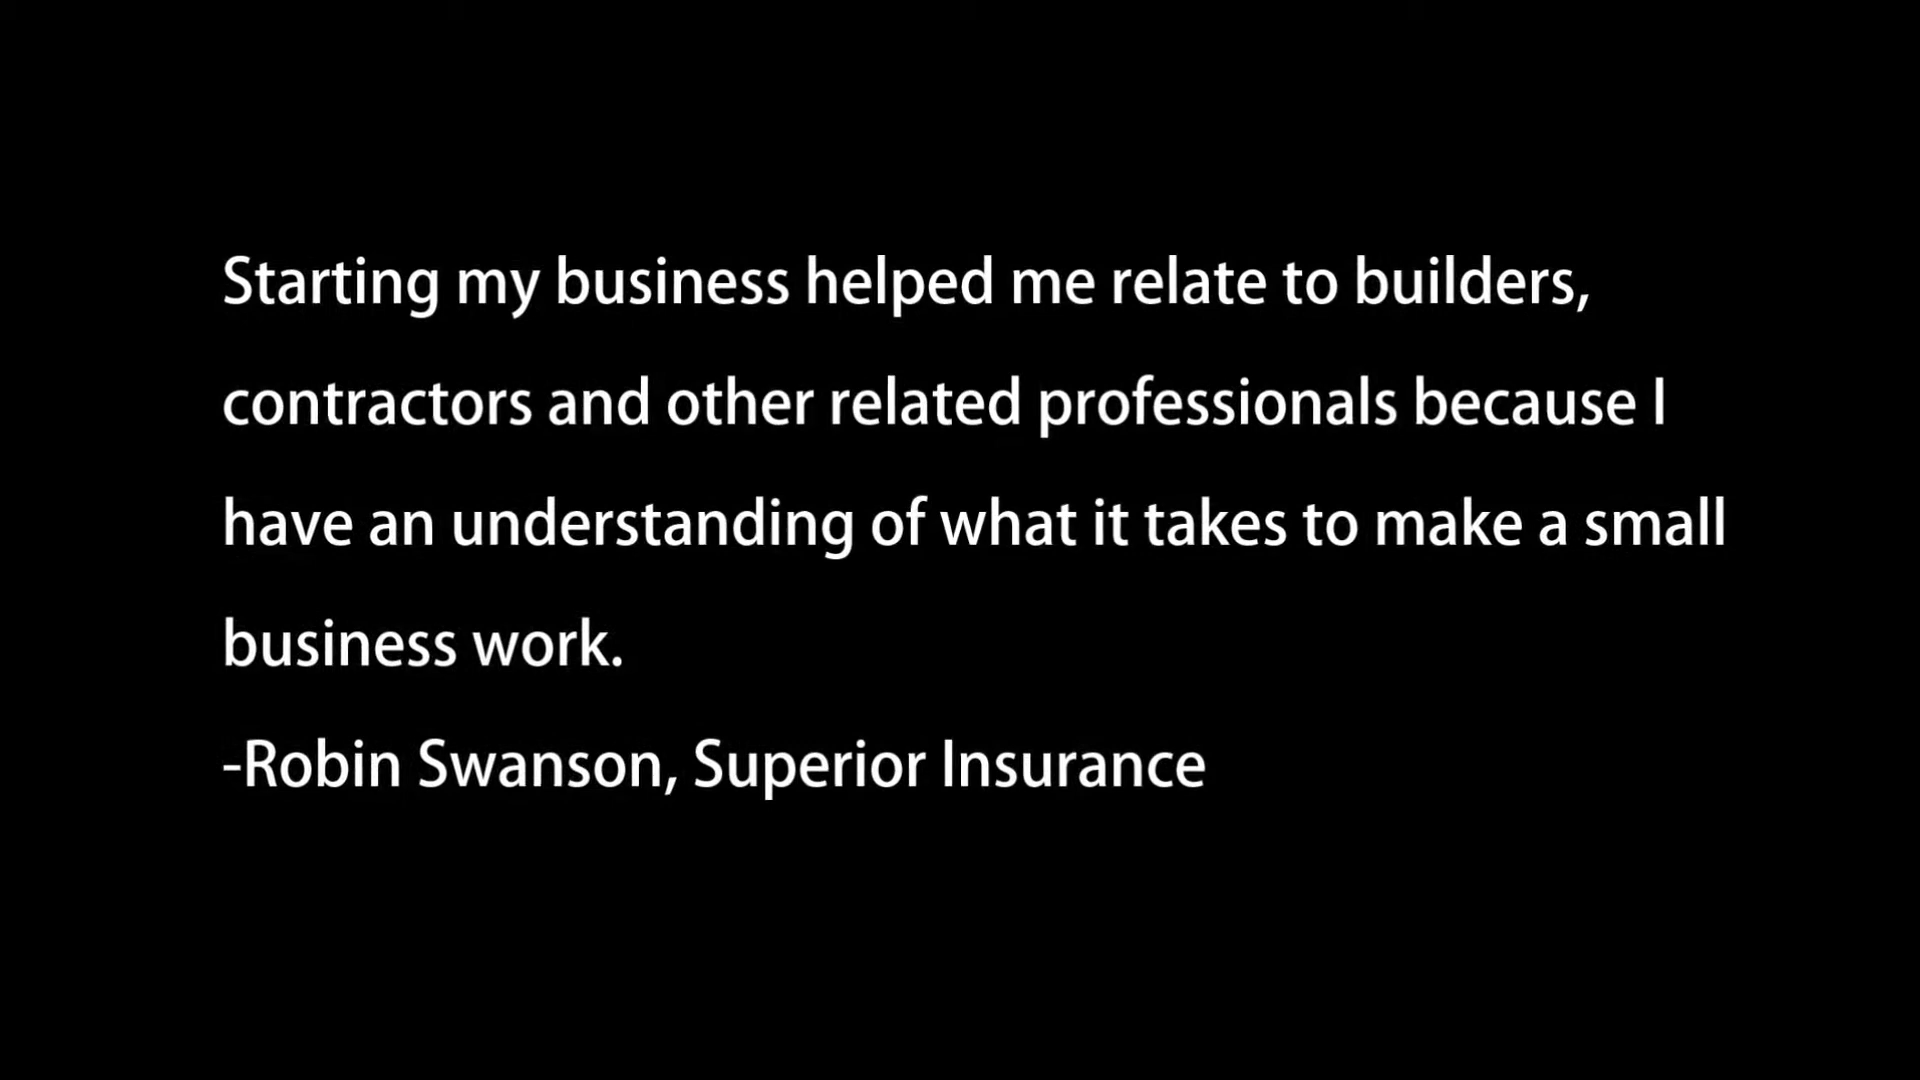 Starting my business helped me relate to builders,
contractors and other related professionals because I
have an understanding of what it takes to make a small
business work.
-Robin Swanson, Superior Insurance